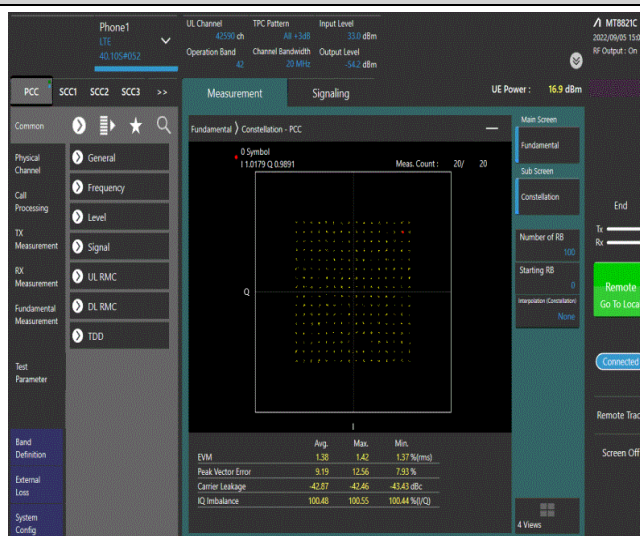 Phone1
LTE
40.10S#052
UL Channel
42590 ch
Operation Band
42
TPC Pattern
All +3dB
Channel Bandwidth
20 MHz
Input Level
33.0 dBm
Output Level
-54.2 dBm
MT8821C
2022/09/05 15:0
RF Output : On
PCC SCC1 SCC2 SCC3 >>
Measurement
Signaling
UE Power : 16.9 dBm
Common
Physical
Channel
Call
Processing
TX
Measurement
RX
Measurement
Fundamental
Measurement
Test
Parameter
Band
Definition
External
Loss
System
Config
General
Frequency
Level
Signal
UL RMC
DL RMC
TDD
Fundamental > Constellation - PCC
0 Symbol
I 1.0179 Q 0.9891
Meas. Count : 20/ 20
Q
I
Avg. Max. Min.
EVM 1.38 1.42 1.37 %(rms)
Peak Vector Error 9.19 12.56 7.93 %
Carrier Leakage -42.87 -42.46 -43.43 dBc
IQ Imbalance 100.48 100.55 100.44 %(I/Q)
Main Screen
Fundamental
Sub Screen
Constellation
Number of RB
100
Starting RB
0
Interpolation (Constellation)
None
4 Views
End
Tx
Rx
Remote
Go To Loca
Connected
Remote Trac
Screen Off